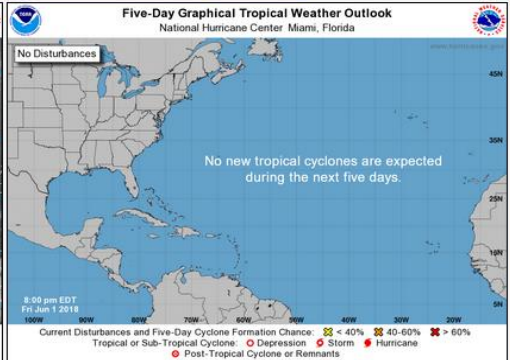 Five-Day Graphical Tropical Weather Outlook
National Hurricane Center Miami, Florida
No Disturbances
www.hurricanes.gov
45N
35N
No new tropical cyclones are expected
during the next five days.
25N
15N
8:00 pm EDT
Fri Jun 1 2018
5N
100W 90W 80W 70W 60W 50W 40W 30W 20W
Current Disturbances and Five-Day Cyclone Formation Chance: < 40% 40-60% > 60%
Tropical or Sub-Tropical Cyclone: Depression Storm Hurricane
Post-Tropical Cyclone or Remnants